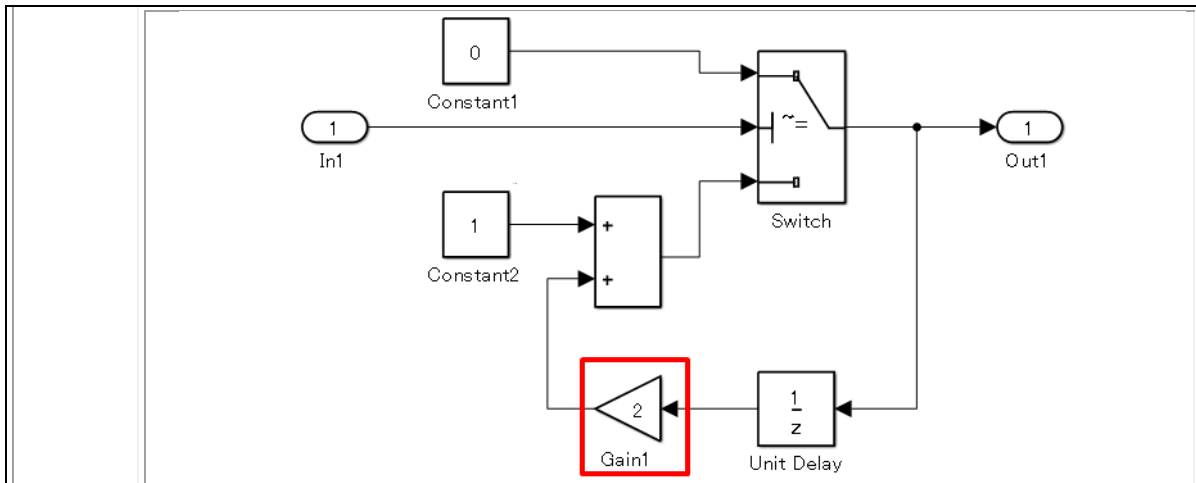 0
Constant1
1
In1
~=
Switch
1
Out1
1
Constant2
+
+
2
Gain1
1
z
Unit Delay